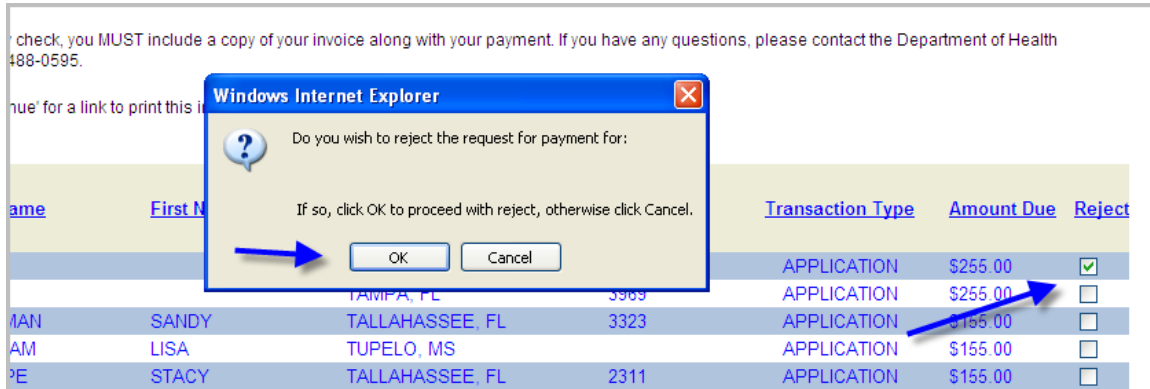 check, you MUST include a copy of your invoice along with your payment. If you have any questions, please contact the Department of Health
488-0595.
nue' for a link to print this i
Windows Internet Explorer
Do you wish to reject the request for payment for:
If so, click OK to proceed with reject, otherwise click Cancel.
OK Cancel
ame First N Transaction Type Amount Due Reject
APPLICATION $255.00
TAMPA, FL 3969 APPLICATION $255.00
MAN SANDY TALLAHASSEE, FL 3323 APPLICATION $155.00
AM LISA TUPELO, MS APPLICATION $155.00
PE STACY TALLAHASSEE, FL 2311 APPLICATION $155.00